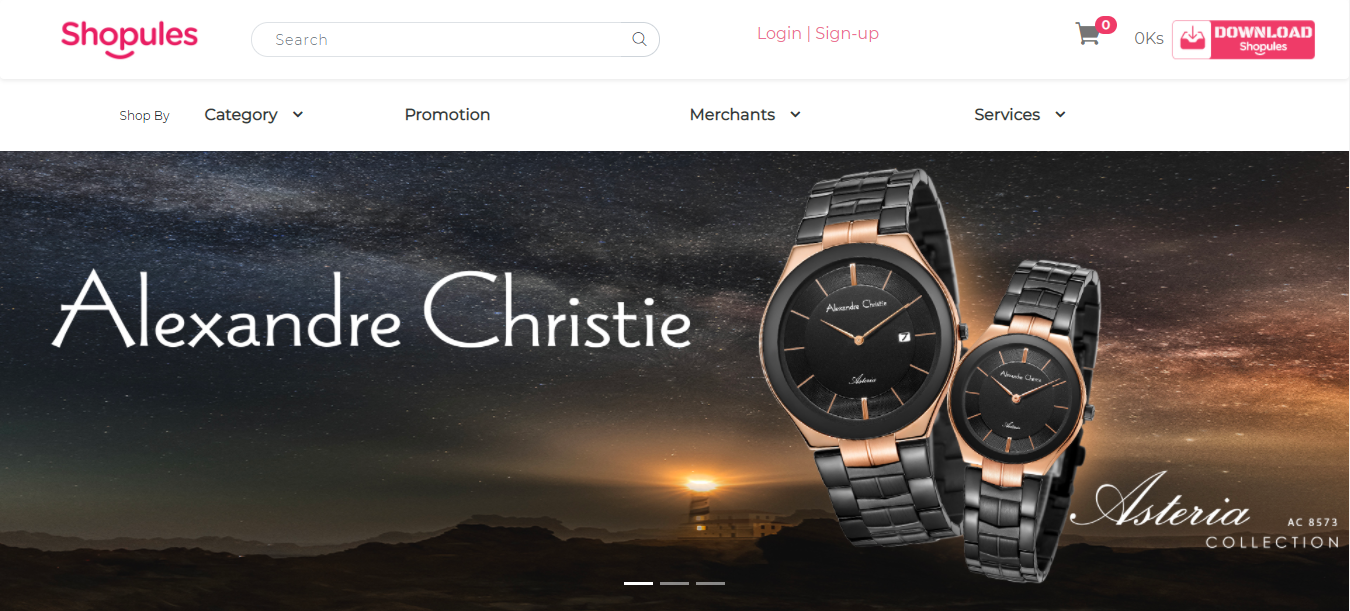 Shopules
Search
Login | Sign-up
0
0Ks
DOWNLOAD
Shopules
Shop By
Category
Promotion
Merchants
Services
Alexandre Christie
Alexandre Christie
7
Asteria
Alexandre Christie
Asteria
Asteria
AC 8573
COLLECTION